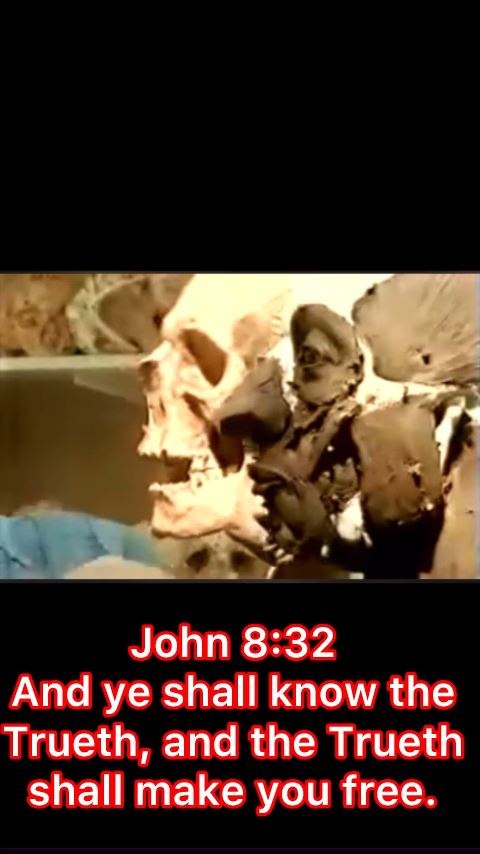 John 8:32
And ye shall know the
Trueth, and the Trueth
shall make you free.